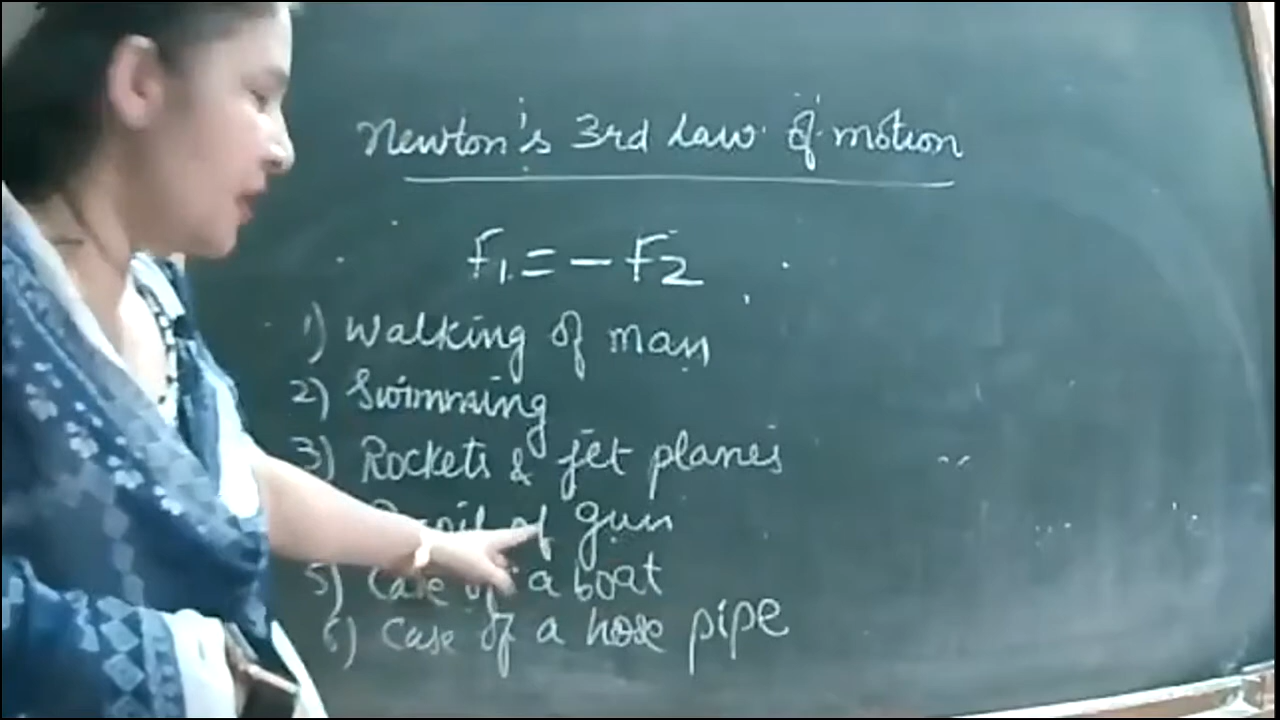 Newton's 3rd Law of motion
F1 = - F2
1) Walking of man
2) Swimming
3) Rockets & jet planes
of gun
5) Case of a boat
6) Case of a hose pipe